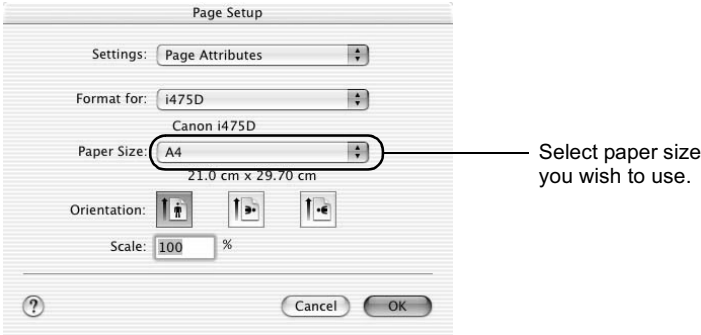 Page Setup
Settings: Page Attributes
Format for: i475D
Canon i475D
Paper Size: A4
21.0 cm x 29.70 cm
Select paper size
you wish to use.
Orientation:
Scale: 100 %
? Cancel OK